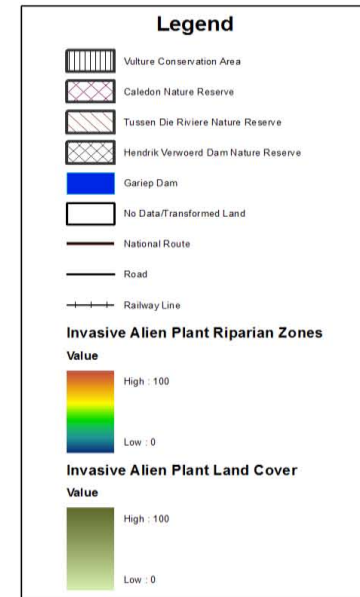 Legend
Vulture Conservation Area
Caledon Nature Reserve
Tussen Die Riviere Nature Reserve
Hendrik Verwoerd Dam Nature Reserve
Gariep Dam
No Data/Transformed Land
National Route
Road
Railway Line
Invasive Alien Plant Riparian Zones
Value
High : 100
Low : 0
Invasive Alien Plant Land Cover
Value
High : 100
Low : 0